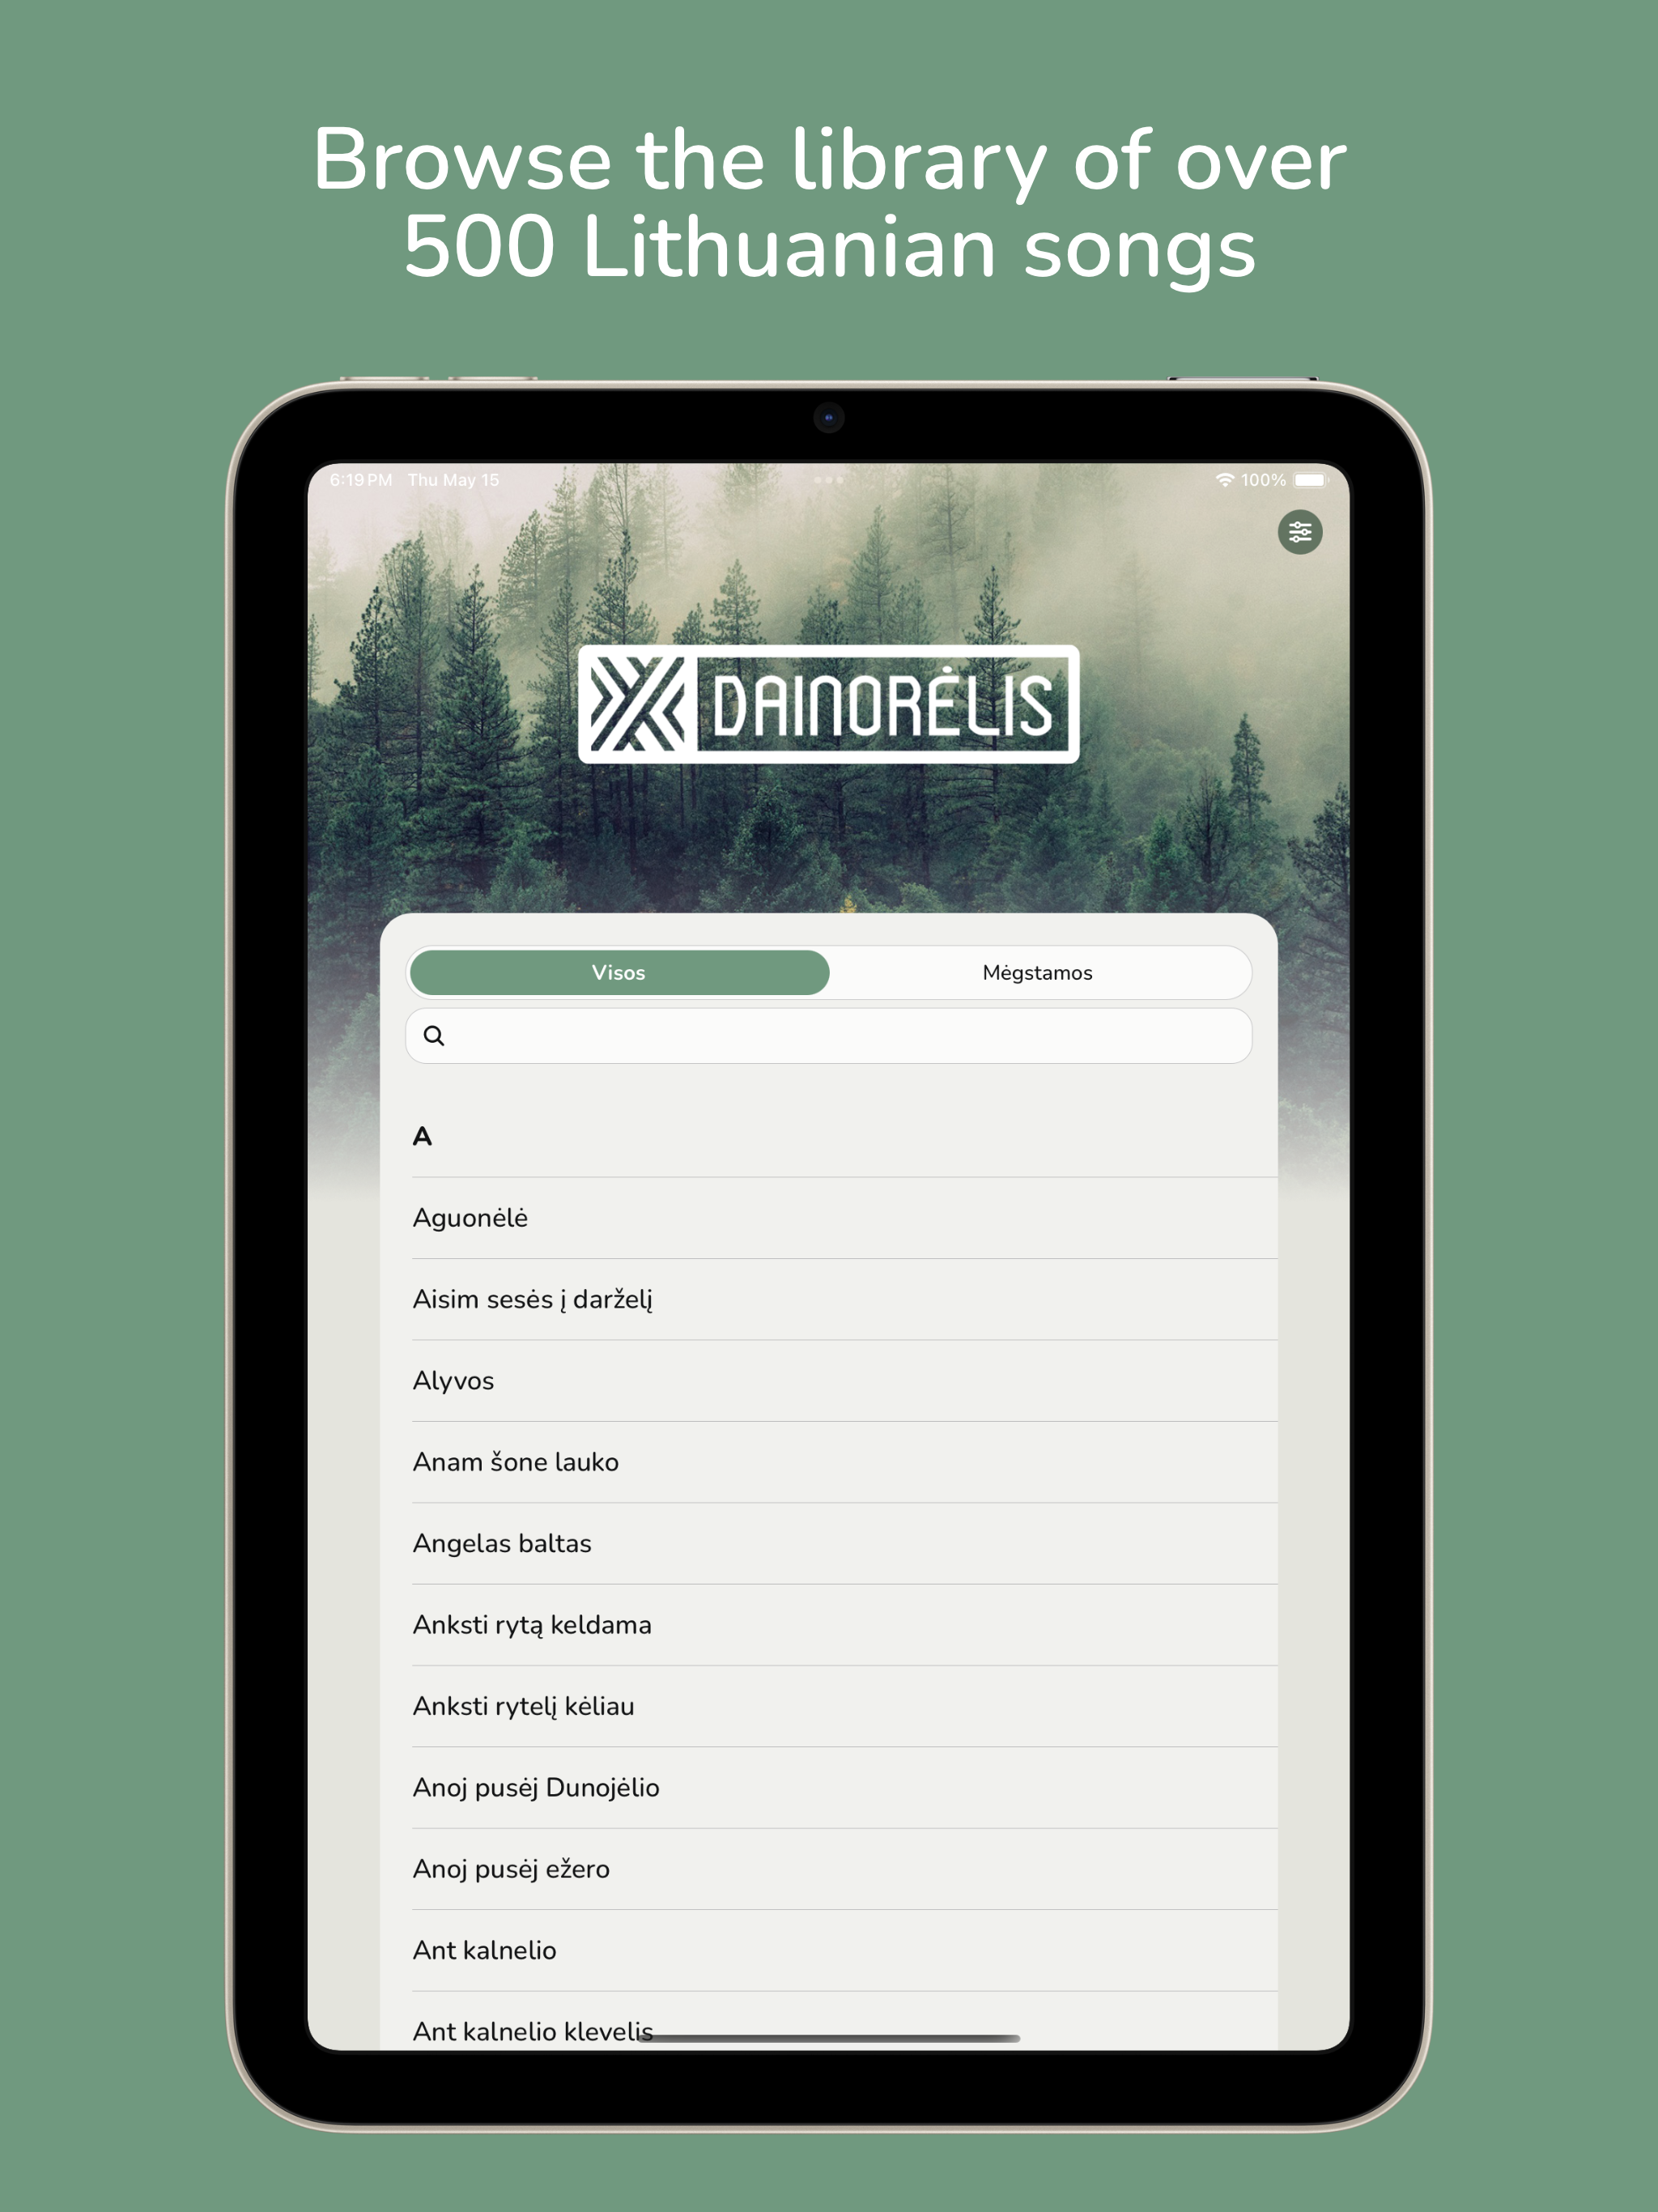 Browse the library of over
500 Lithuanian songs
6:19 PM Thu May 15
100%
DAINORĖLIS
Visos
Mėgstamos
A
Aguonėlė
Aisim sesės į darželį
Alyvos
Anam šone lauko
Angelas baltas
Anksti rytą keldama
Anksti rytelį kėliau
Anoj pusėj Dunojėlio
Anoj pusėj ežero
Ant kalnelio
Ant kalnelio klevelis